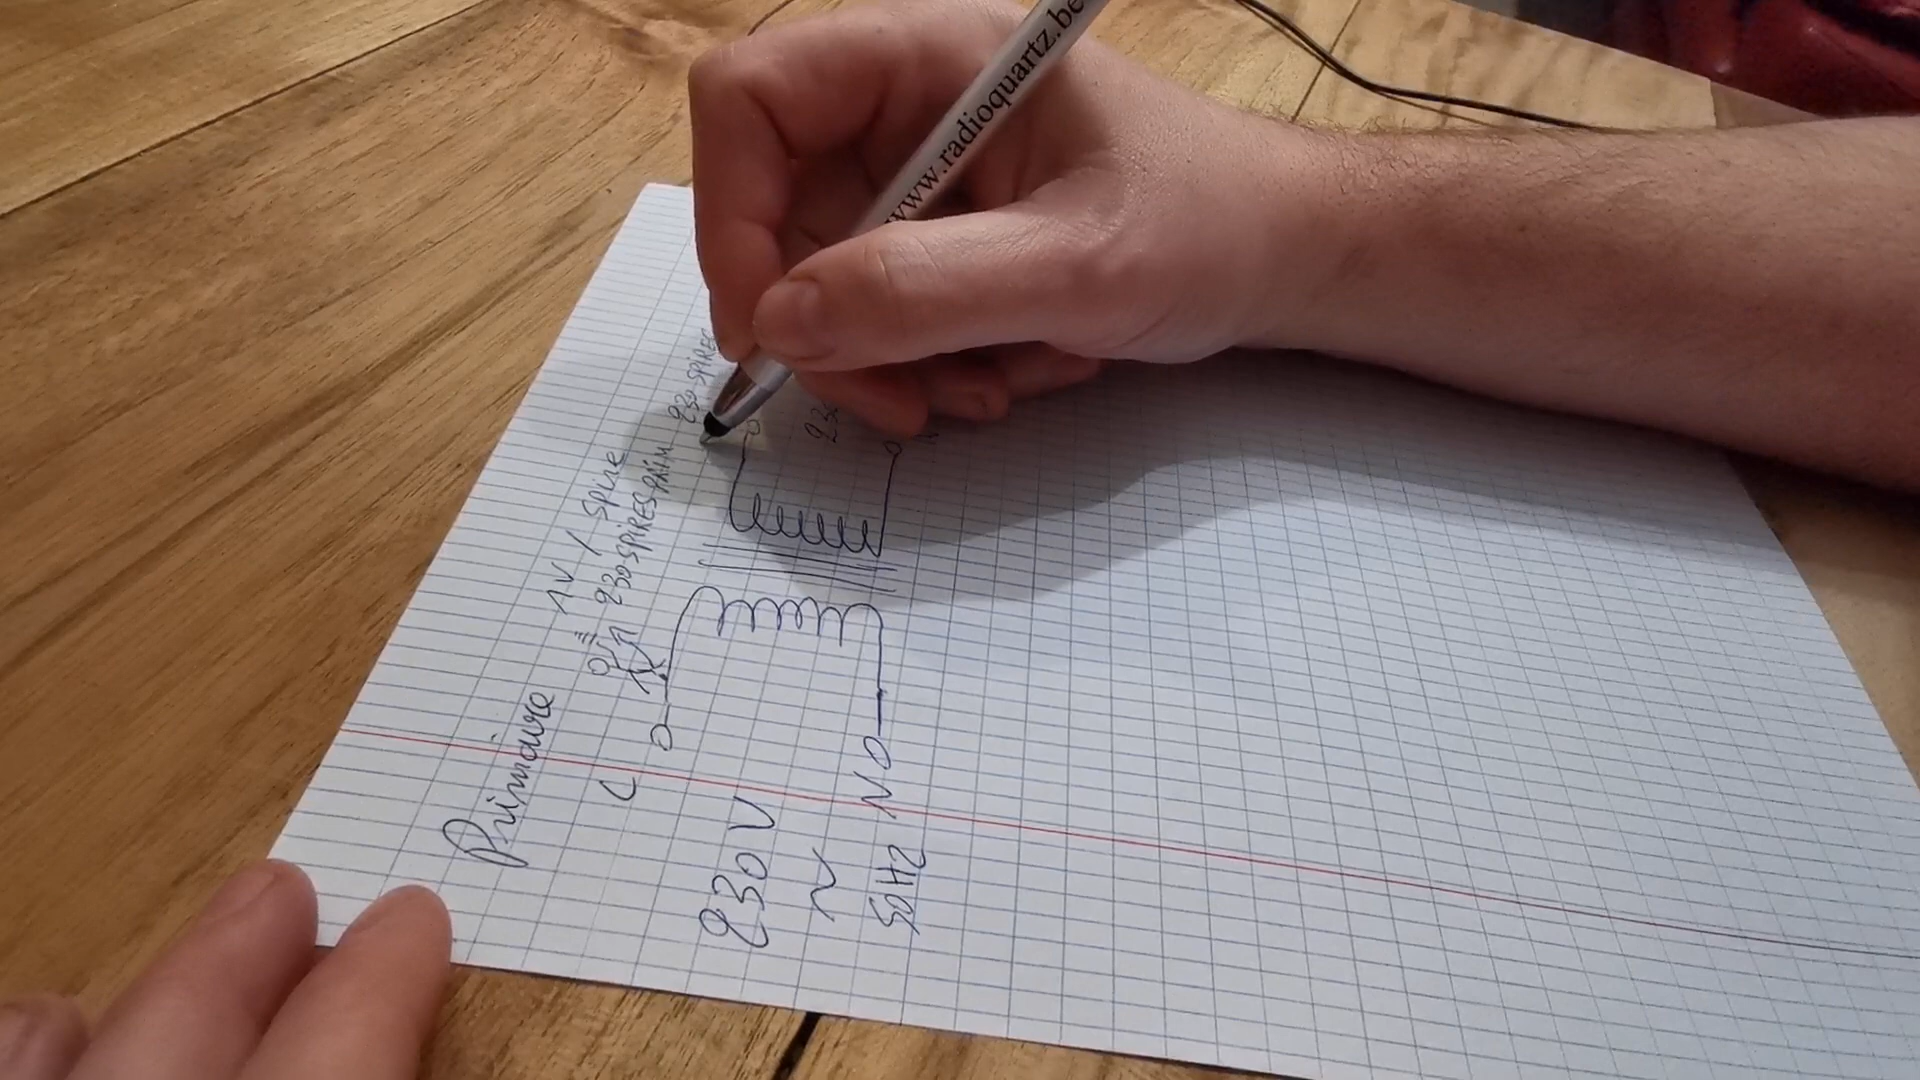 www.radioquartz.be
Primaire
1V / Spire
230 SPIRES PRIM
230 SPIRES
230 V
~
50Hz
N